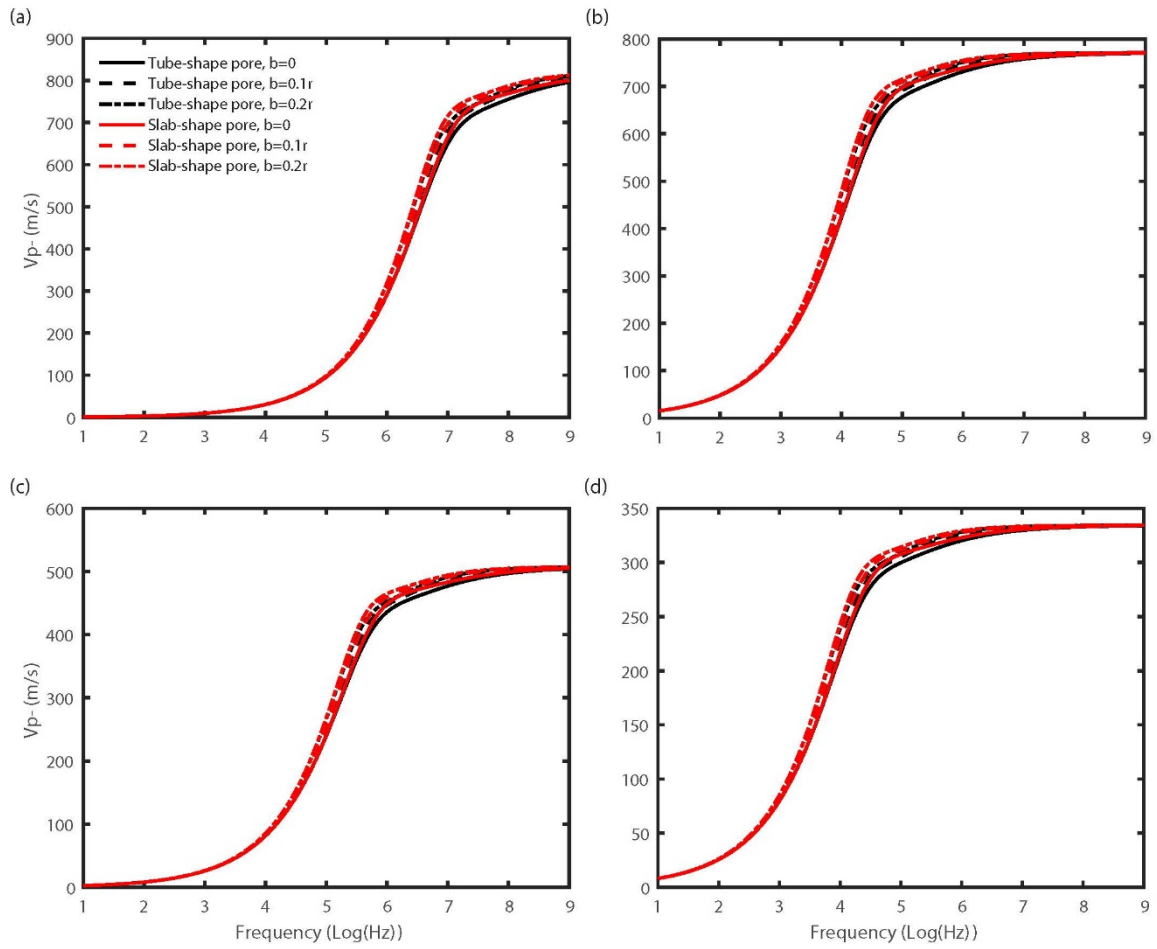 (a)
900
800
700
600
500
400
300
200
100
0
Vp- (m/s)
Tube-shape pore, b=0
Tube-shape pore, b=0.1r
Tube-shape pore, b=0.2r
Slab-shape pore, b=0
Slab-shape pore, b=0.1r
Slab-shape pore, b=0.2r
1 2 3 4 5 6 7 8 9
(b)
800
700
600
500
400
300
200
100
0
1 2 3 4 5 6 7 8 9
(c)
600
500
400
300
200
100
0
Vp- (m/s)
1 2 3 4 5 6 7 8 9
Frequency (Log(Hz))
(d)
350
300
250
200
150
100
50
0
1 2 3 4 5 6 7 8 9
Frequency (Log(Hz))